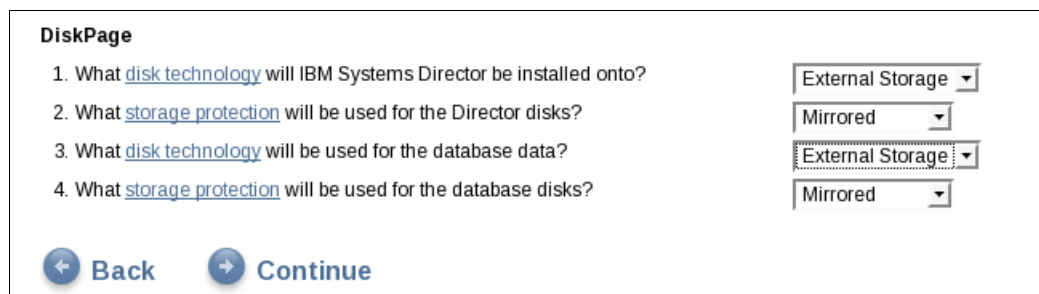 DiskPage
1. What disk technology will IBM Systems Director be installed onto? External Storage
2. What storage protection will be used for the Director disks? Mirrored
3. What disk technology will be used for the database data? External Storage
4. What storage protection will be used for the database disks? Mirrored
Back Continue